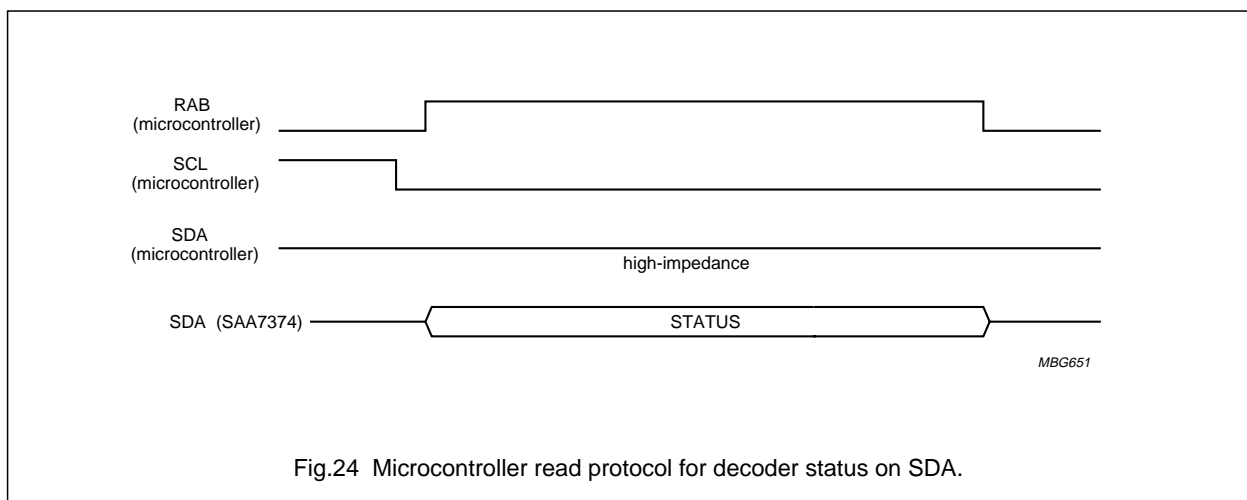 RAB
(microcontroller)
SCL
(microcontroller)
SDA
(microcontroller)
high-impedance
SDA (SAA7374)
STATUS
MBG651
Fig.24 Microcontroller read protocol for decoder status on SDA.